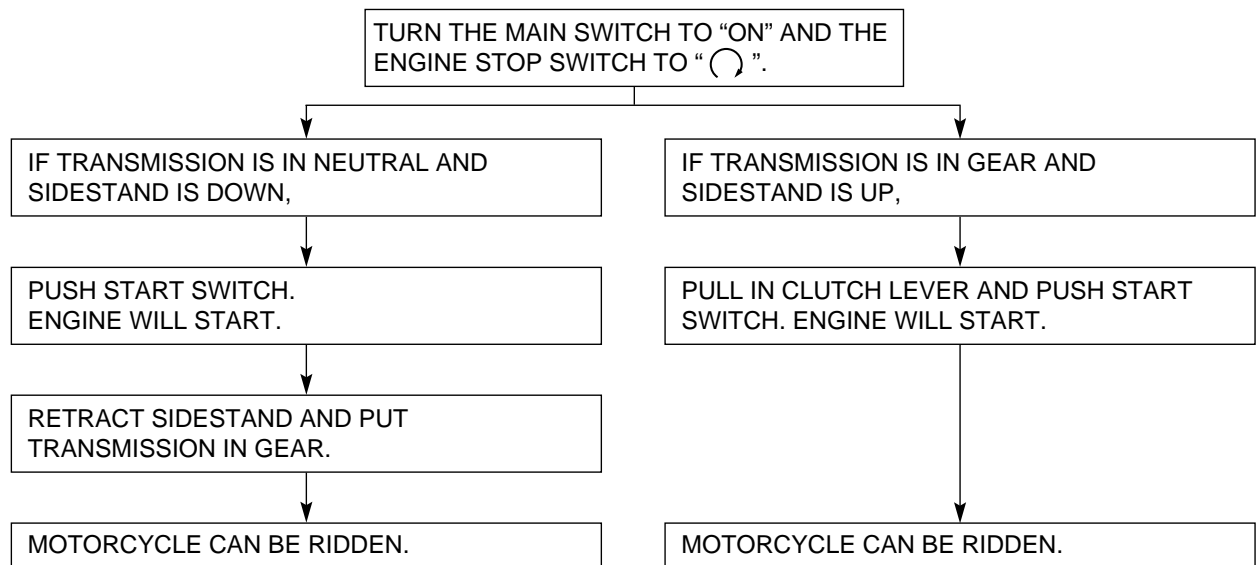 TURN THE MAIN SWITCH TO “ON” AND THE
ENGINE STOP SWITCH TO “ ”.
IF TRANSMISSION IS IN NEUTRAL AND
SIDESTAND IS DOWN,
PUSH START SWITCH.
ENGINE WILL START.
RETRACT SIDESTAND AND PUT
TRANSMISSION IN GEAR.
MOTORCYCLE CAN BE RIDDEN.
IF TRANSMISSION IS IN GEAR AND
SIDESTAND IS UP,
PULL IN CLUTCH LEVER AND PUSH START
SWITCH. ENGINE WILL START.
MOTORCYCLE CAN BE RIDDEN.